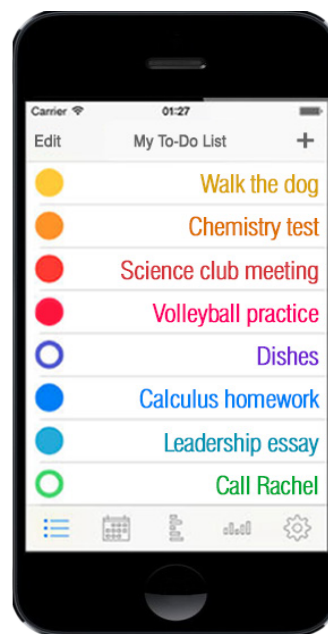 Carrier 01:27
Edit My To-Do List +
Walk the dog
Chemistry test
Science club meeting
Volleyball practice
Dishes
Calculus homework
Leadership essay
Call Rachel